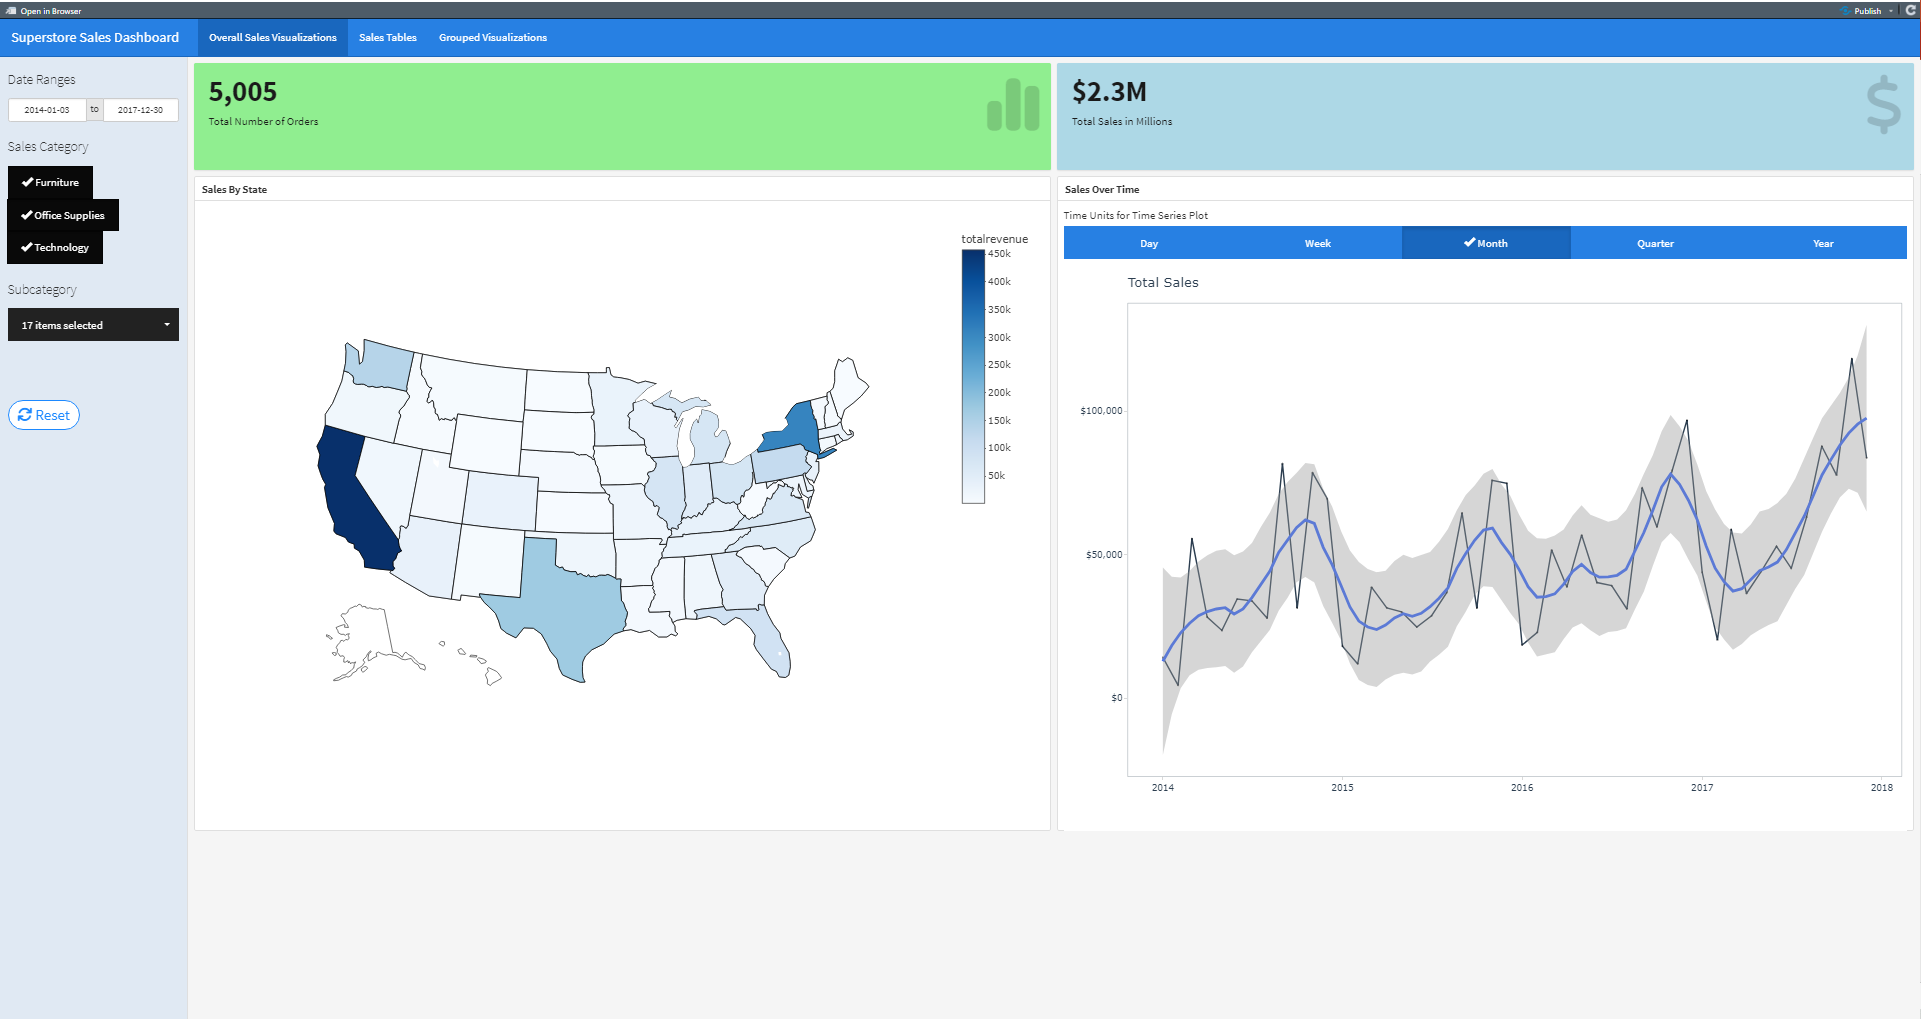 Open in Browser
Publish
Superstore Sales Dashboard
Overall Sales Visualizations
Sales Tables
Grouped Visualizations
Date Ranges
2014-01-03 to 2017-12-30
Sales Category
Furniture
Office Supplies
Technology
Subcategory
17 items selected
Reset
5,005
Total Number of Orders
$2.3M
Total Sales in Millions
Sales By State
totalrevenue
450k
400k
350k
300k
250k
200k
150k
100k
50k
Sales Over Time
Time Units for Time Series Plot
Day Week Month Quarter Year
Total Sales
$100,000
$50,000
$0
2014 2015 2016 2017 2018